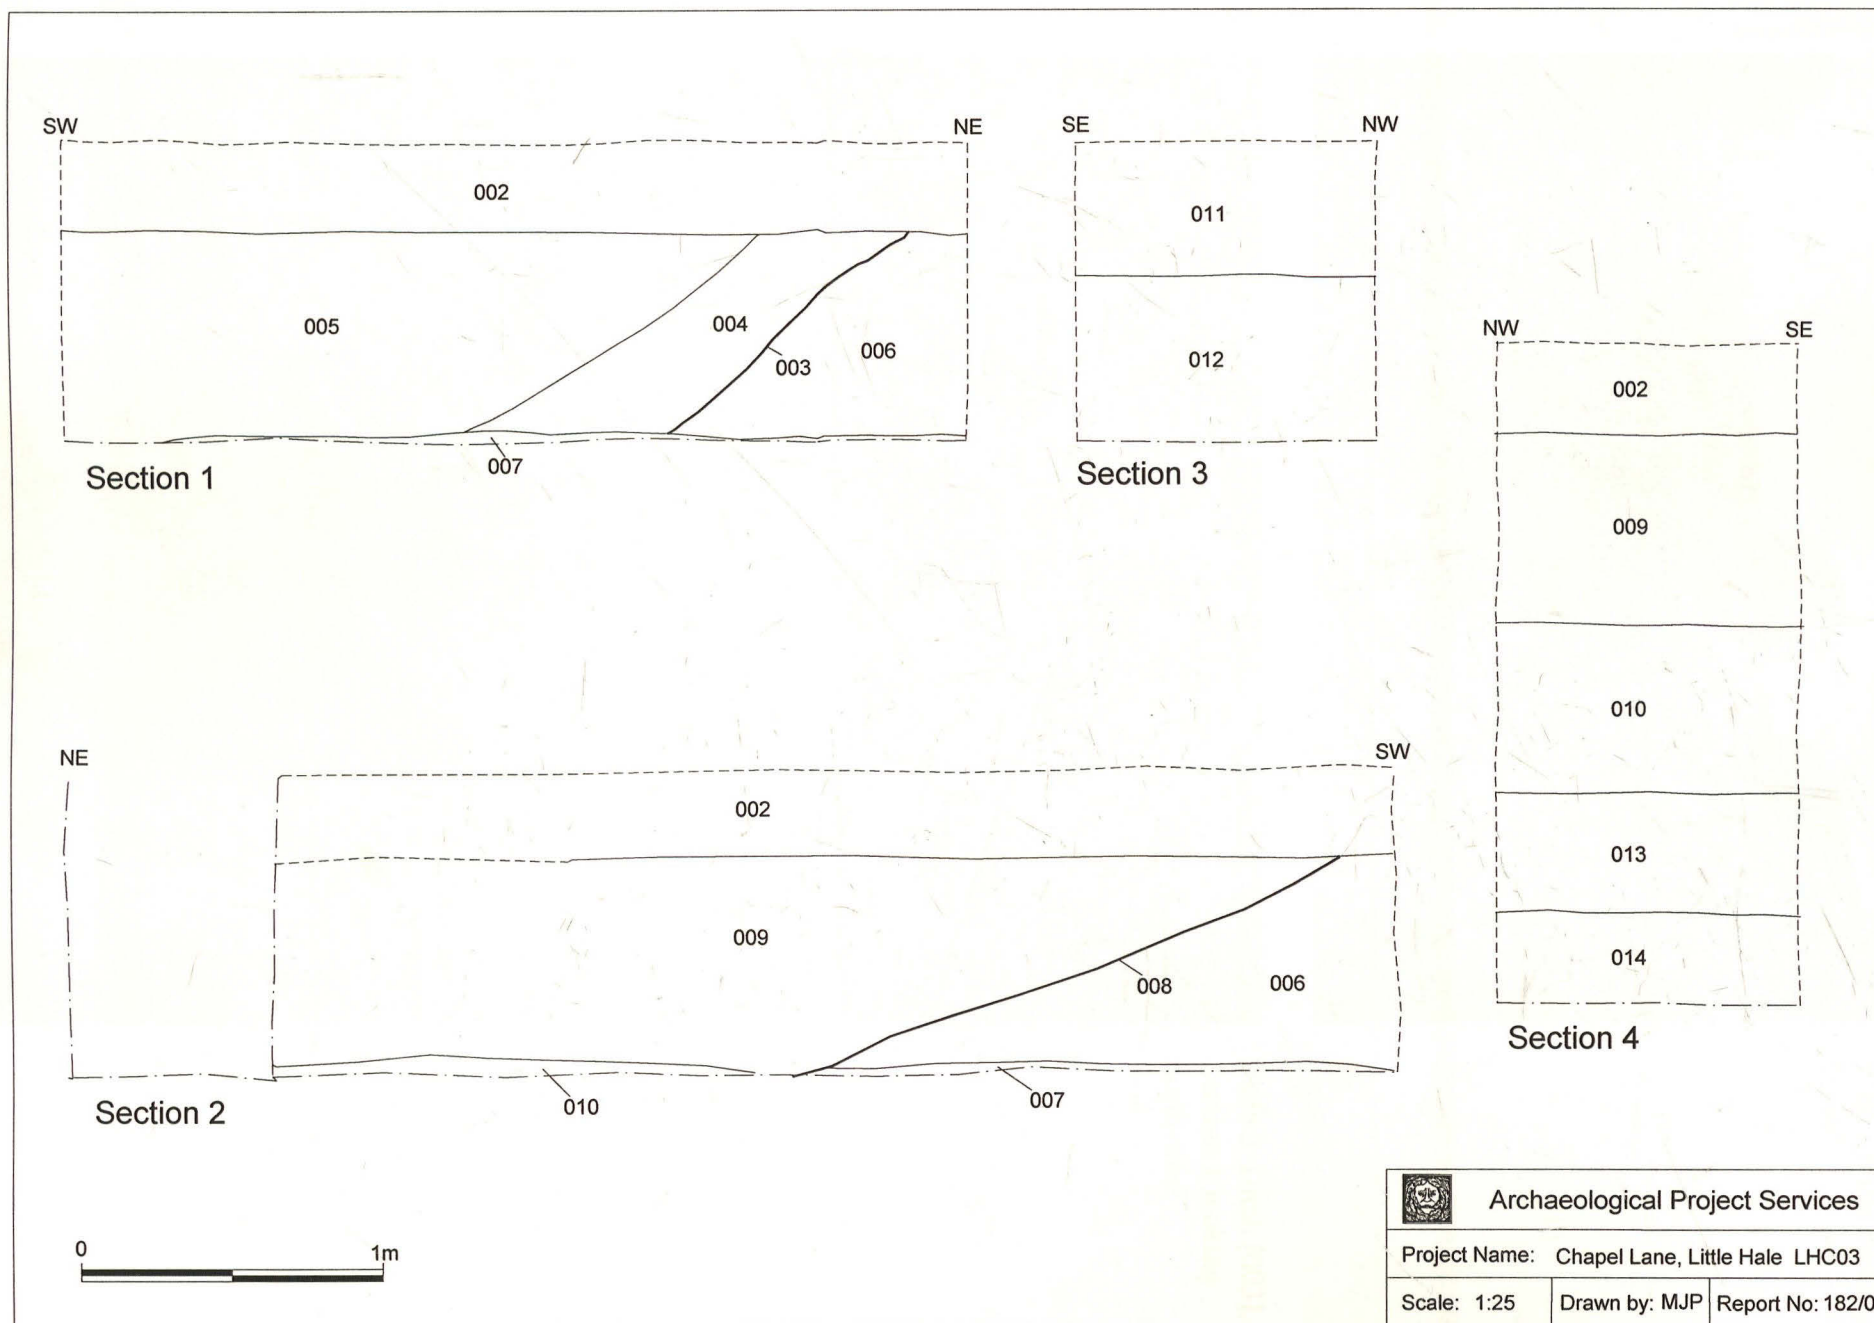 SW NE
002
005
004
003
006
007
Section 1
SE NW
011
012
Section 3
NW SE
002
009
010
013
014
Section 4
NE SW
002
009
008
006
010
007
Section 2
0 1m
Archaeological Project Services
Project Name: Chapel Lane, Little Hale LHC03
Scale: 1:25 Drawn by: MJP Report No: 182/0